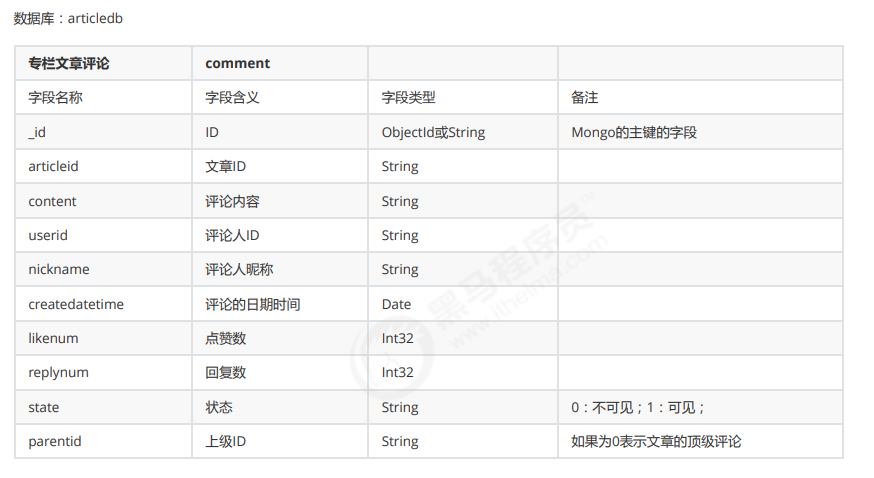 数据库：articledb
专栏文章评论 comment
字段名称 字段含义 字段类型 备注
_id ID ObjectId或String Mongo的主键的字段
articleid 文章ID String
content 评论内容 String
userid 评论人ID String
nickname 评论人昵称 String
createdatetime 评论的日期时间 Date
likenum 点赞数 Int32
replynum 回复数 Int32
state 状态 String 0：不可见；1：可见；
parentid 上级ID String 如果为0表示文章的顶级评论
黑马程序员™
www.itheima.com